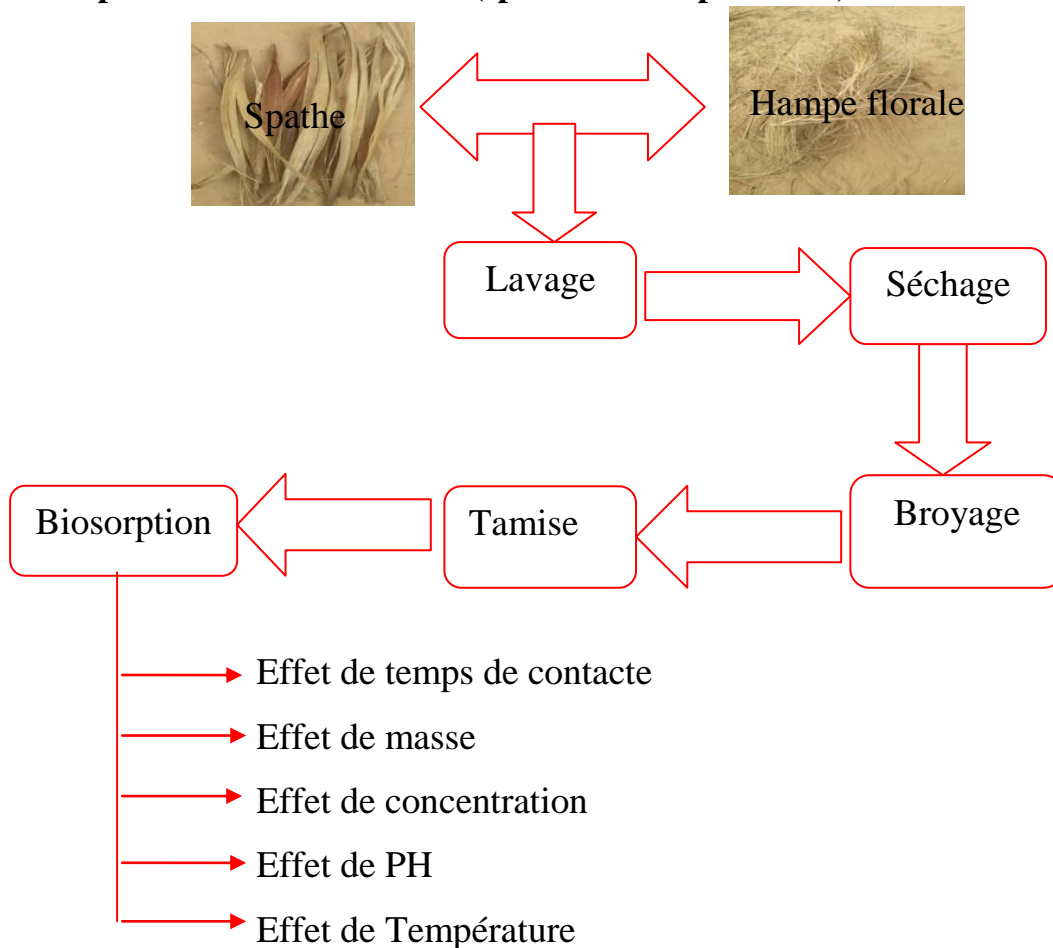 Spathe
Hampe florale
Lavage
Séchage
Broyage
Tamise
Biosorption
Effet de temps de contacte
Effet de masse
Effet de concentration
Effet de PH
Effet de Température